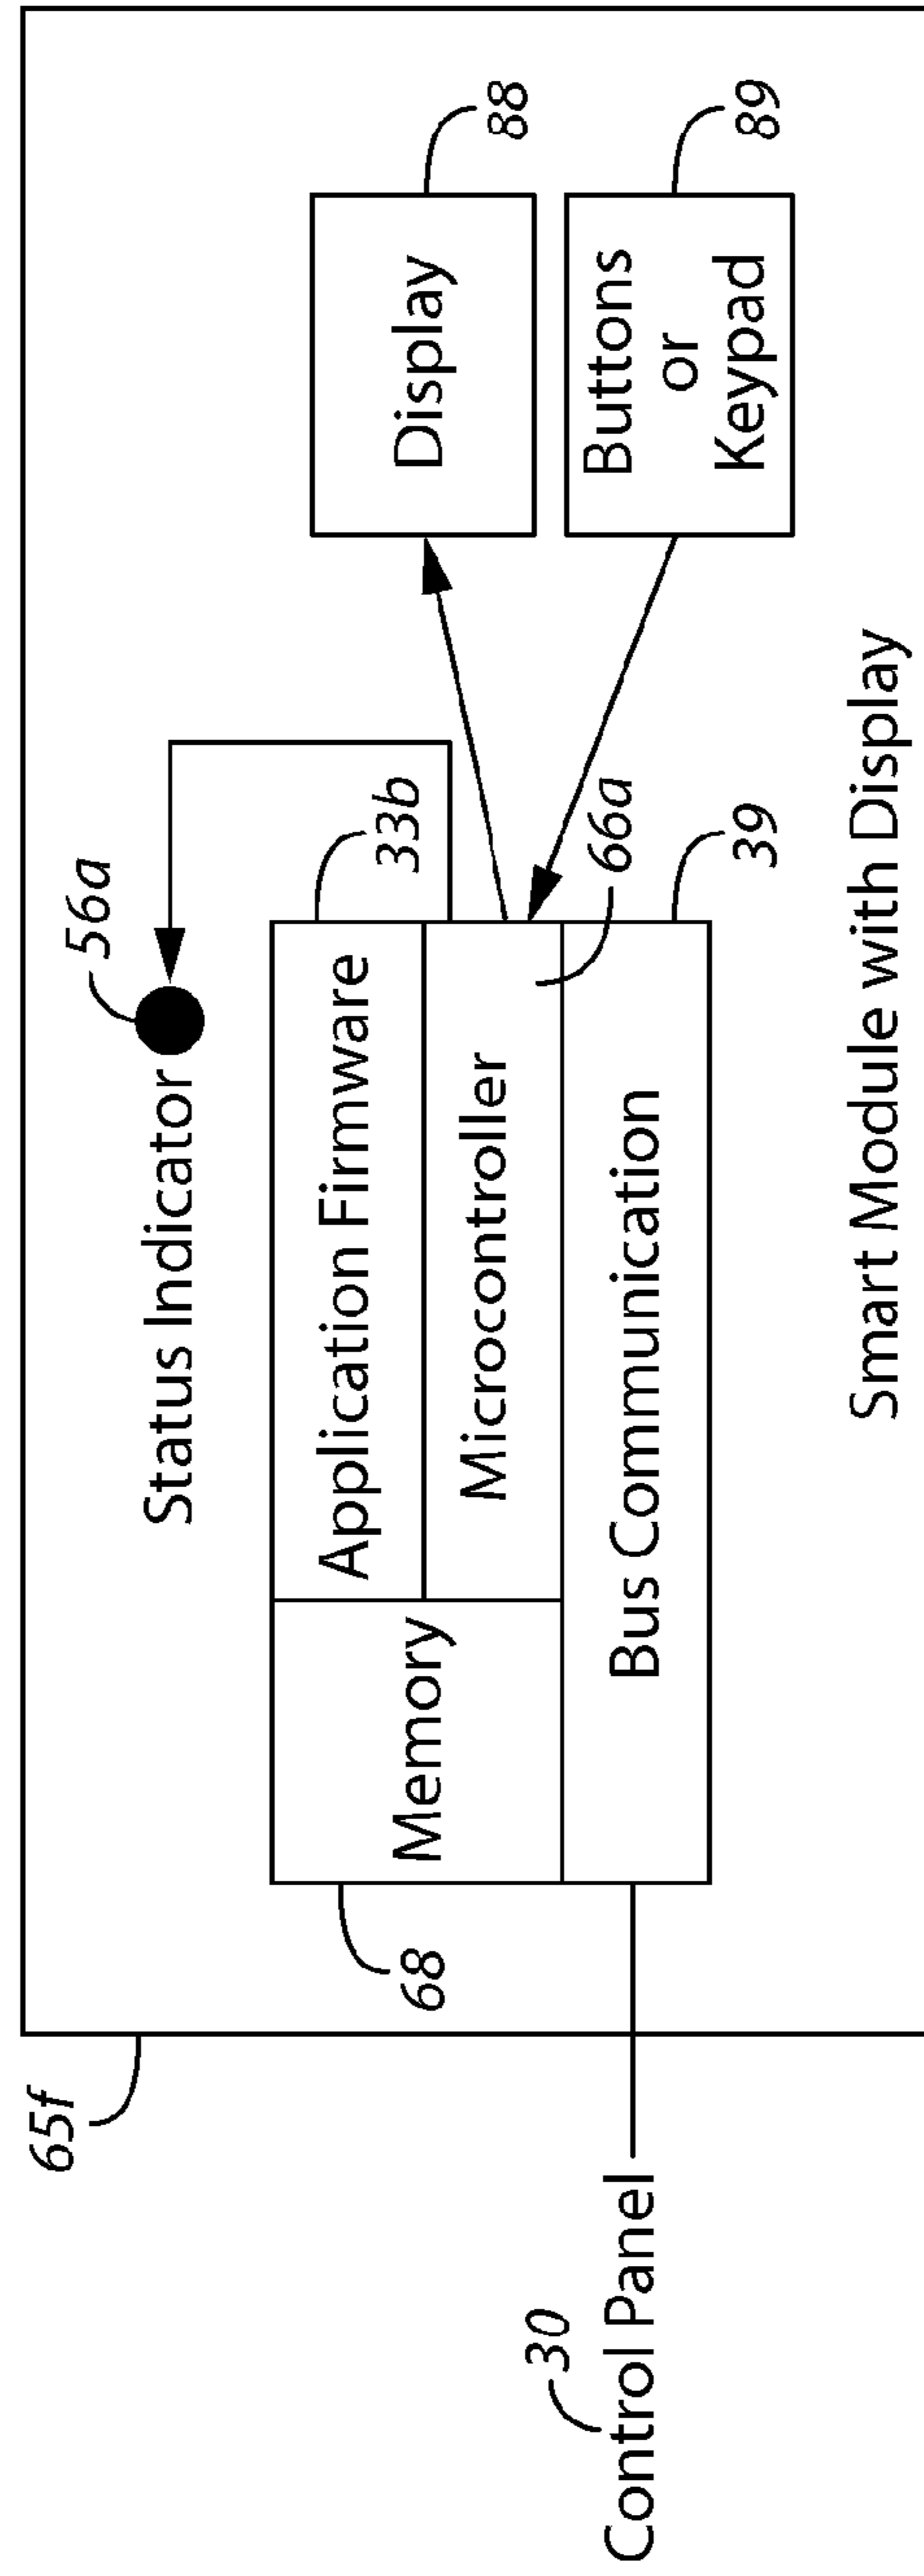 65f
56a
Status Indicator
68
Memory
Application Firmware
33b
Microcontroller
66a
Bus Communication
39
Display
88
Buttons
or
Keypad
89
30
Control Panel
Smart Module with Display